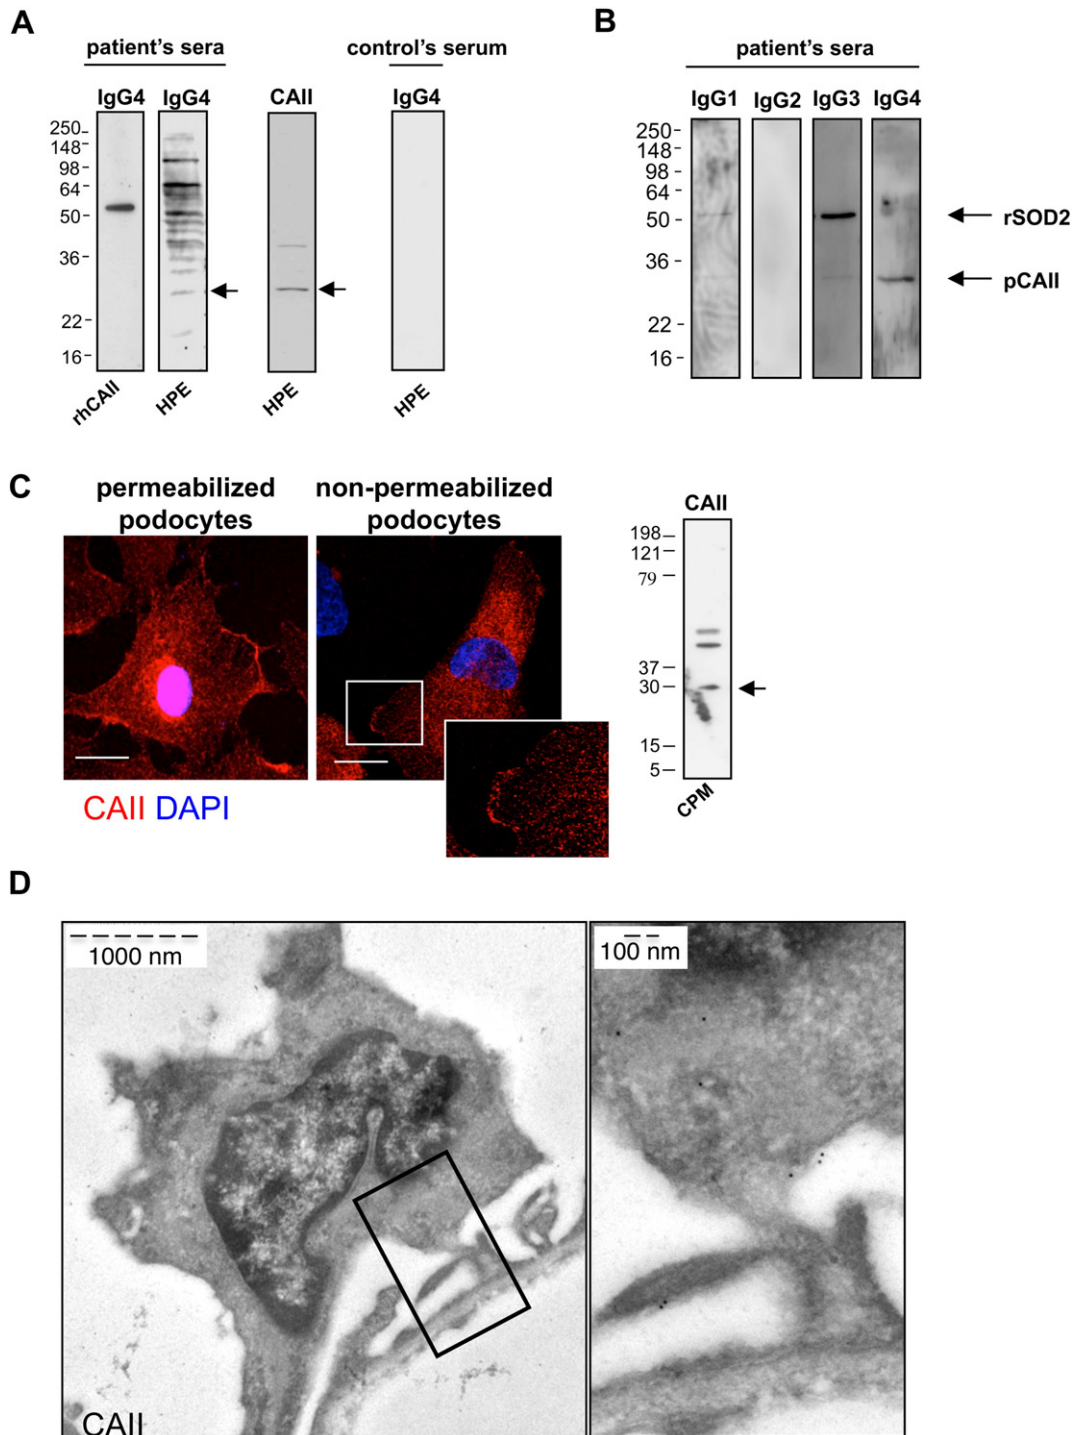 A
patient's sera
control's serum
IgG4
IgG4
CAII
IgG4
250
148
98
64
50
36
22
16
rhCAII
HPE
HPE
HPE
B
patient's sera
IgG1
IgG2
IgG3
IgG4
250
148
98
64
50
36
22
16
rSOD2
pCAII
C
permeabilized
podocytes
non-permeabilized
podocytes
CAII DAPI
CAII
198
121
79
37
30
15
5
CPM
D
1000 nm
100 nm
CAII